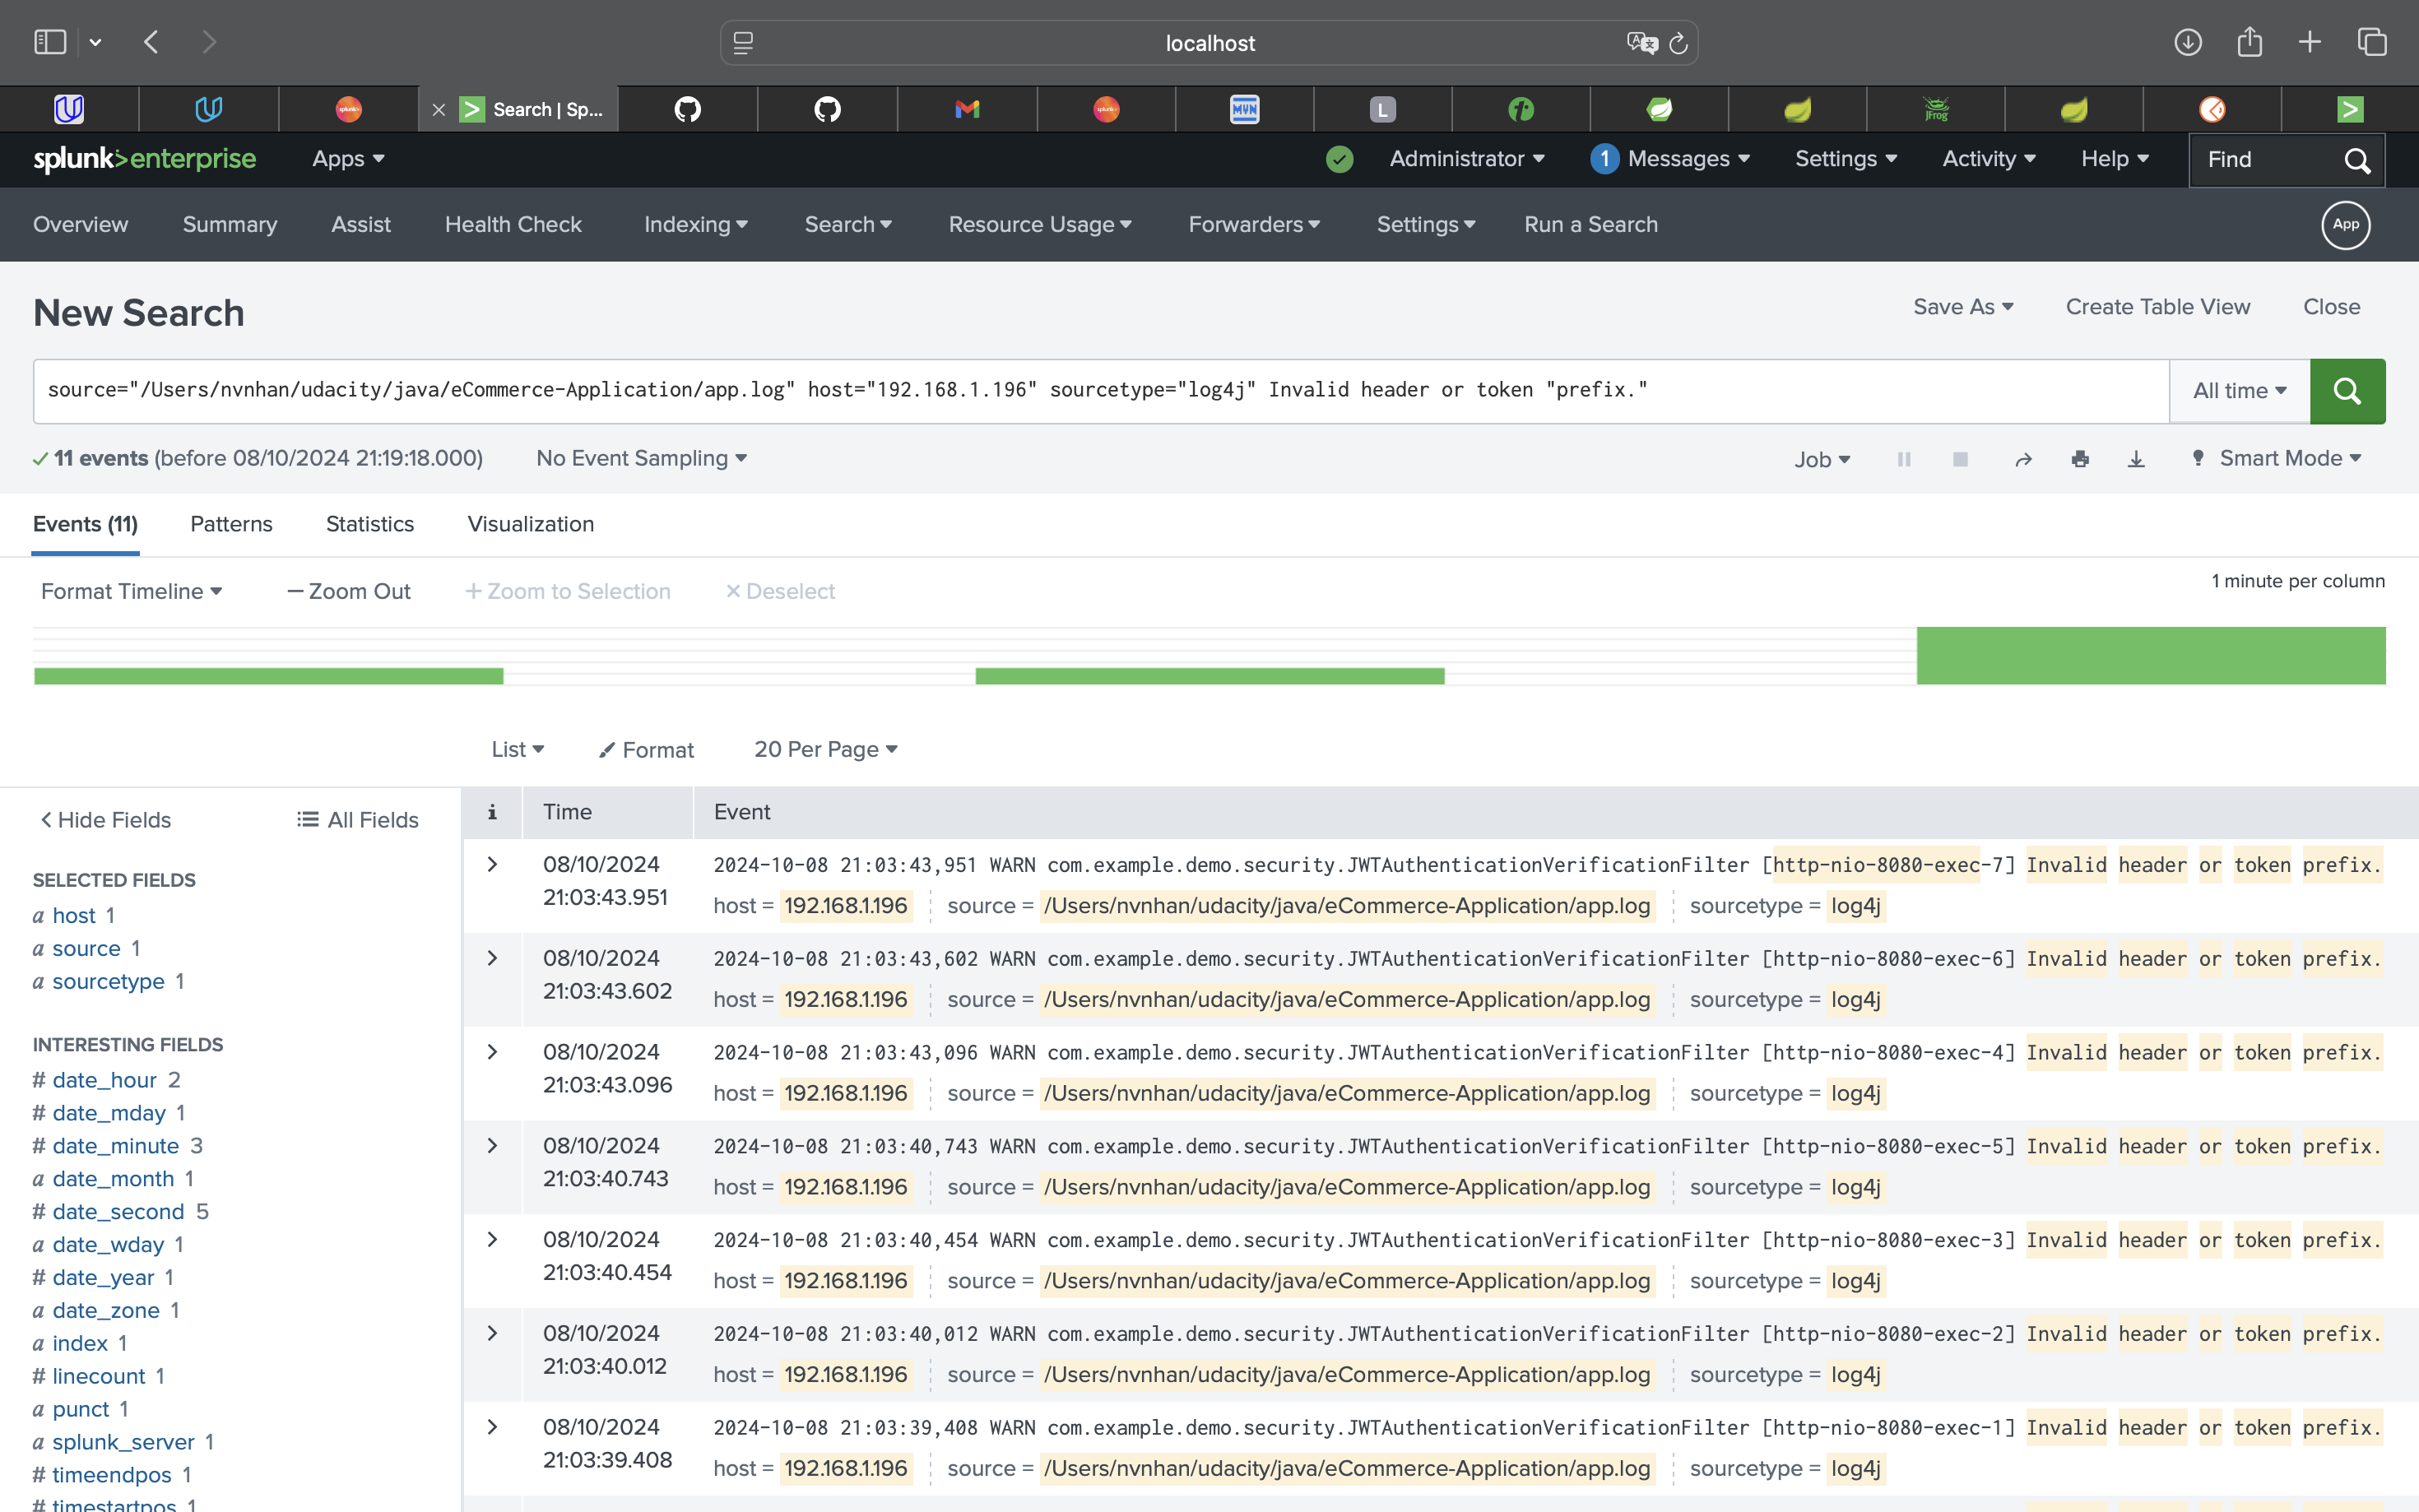 localhost
Search | Sp...
MVN
L
JFrog
splunk>enterprise Apps Administrator 1 Messages Settings Activity Help Find
Overview Summary Assist Health Check Indexing Search Resource Usage Forwarders Settings Run a Search App
New Search
Save As Create Table View Close
source="/Users/nvnhan/udacity/java/eCommerce-Application/app.log" host="192.168.1.196" sourcetype="log4j" Invalid header or token "prefix." All time
11 events (before 08/10/2024 21:19:18.000) No Event Sampling Job Smart Mode
Events (11) Patterns Statistics Visualization
Format Timeline — Zoom Out + Zoom to Selection × Deselect 1 minute per column
List Format 20 Per Page
< Hide Fields All Fields
SELECTED FIELDS
a host 1
a source 1
a sourcetype 1
INTERESTING FIELDS
# date_hour 2
# date_mday 1
# date_minute 3
a date_month 1
# date_second 5
a date_wday 1
# date_year 1
a date_zone 1
a index 1
# linecount 1
a punct 1
a splunk_server 1
# timeendpos 1
# timestartpos 1
i Time Event
08/10/2024 21:03:43.951
2024-10-08 21:03:43,951 WARN com.example.demo.security.JWTAuthenticationVerificationFilter [http-nio-8080-exec-7] Invalid header or token prefix.
host = 192.168.1.196 source = /Users/nvnhan/udacity/java/eCommerce-Application/app.log sourcetype = log4j
08/10/2024 21:03:43.602
2024-10-08 21:03:43,602 WARN com.example.demo.security.JWTAuthenticationVerificationFilter [http-nio-8080-exec-6] Invalid header or token prefix.
host = 192.168.1.196 source = /Users/nvnhan/udacity/java/eCommerce-Application/app.log sourcetype = log4j
08/10/2024 21:03:43.096
2024-10-08 21:03:43,096 WARN com.example.demo.security.JWTAuthenticationVerificationFilter [http-nio-8080-exec-4] Invalid header or token prefix.
host = 192.168.1.196 source = /Users/nvnhan/udacity/java/eCommerce-Application/app.log sourcetype = log4j
08/10/2024 21:03:40.743
2024-10-08 21:03:40,743 WARN com.example.demo.security.JWTAuthenticationVerificationFilter [http-nio-8080-exec-5] Invalid header or token prefix.
host = 192.168.1.196 source = /Users/nvnhan/udacity/java/eCommerce-Application/app.log sourcetype = log4j
08/10/2024 21:03:40.454
2024-10-08 21:03:40,454 WARN com.example.demo.security.JWTAuthenticationVerificationFilter [http-nio-8080-exec-3] Invalid header or token prefix.
host = 192.168.1.196 source = /Users/nvnhan/udacity/java/eCommerce-Application/app.log sourcetype = log4j
08/10/2024 21:03:40.012
2024-10-08 21:03:40,012 WARN com.example.demo.security.JWTAuthenticationVerificationFilter [http-nio-8080-exec-2] Invalid header or token prefix.
host = 192.168.1.196 source = /Users/nvnhan/udacity/java/eCommerce-Application/app.log sourcetype = log4j
08/10/2024 21:03:39.408
2024-10-08 21:03:39,408 WARN com.example.demo.security.JWTAuthenticationVerificationFilter [http-nio-8080-exec-1] Invalid header or token prefix.
host = 192.168.1.196 source = /Users/nvnhan/udacity/java/eCommerce-Application/app.log sourcetype = log4j